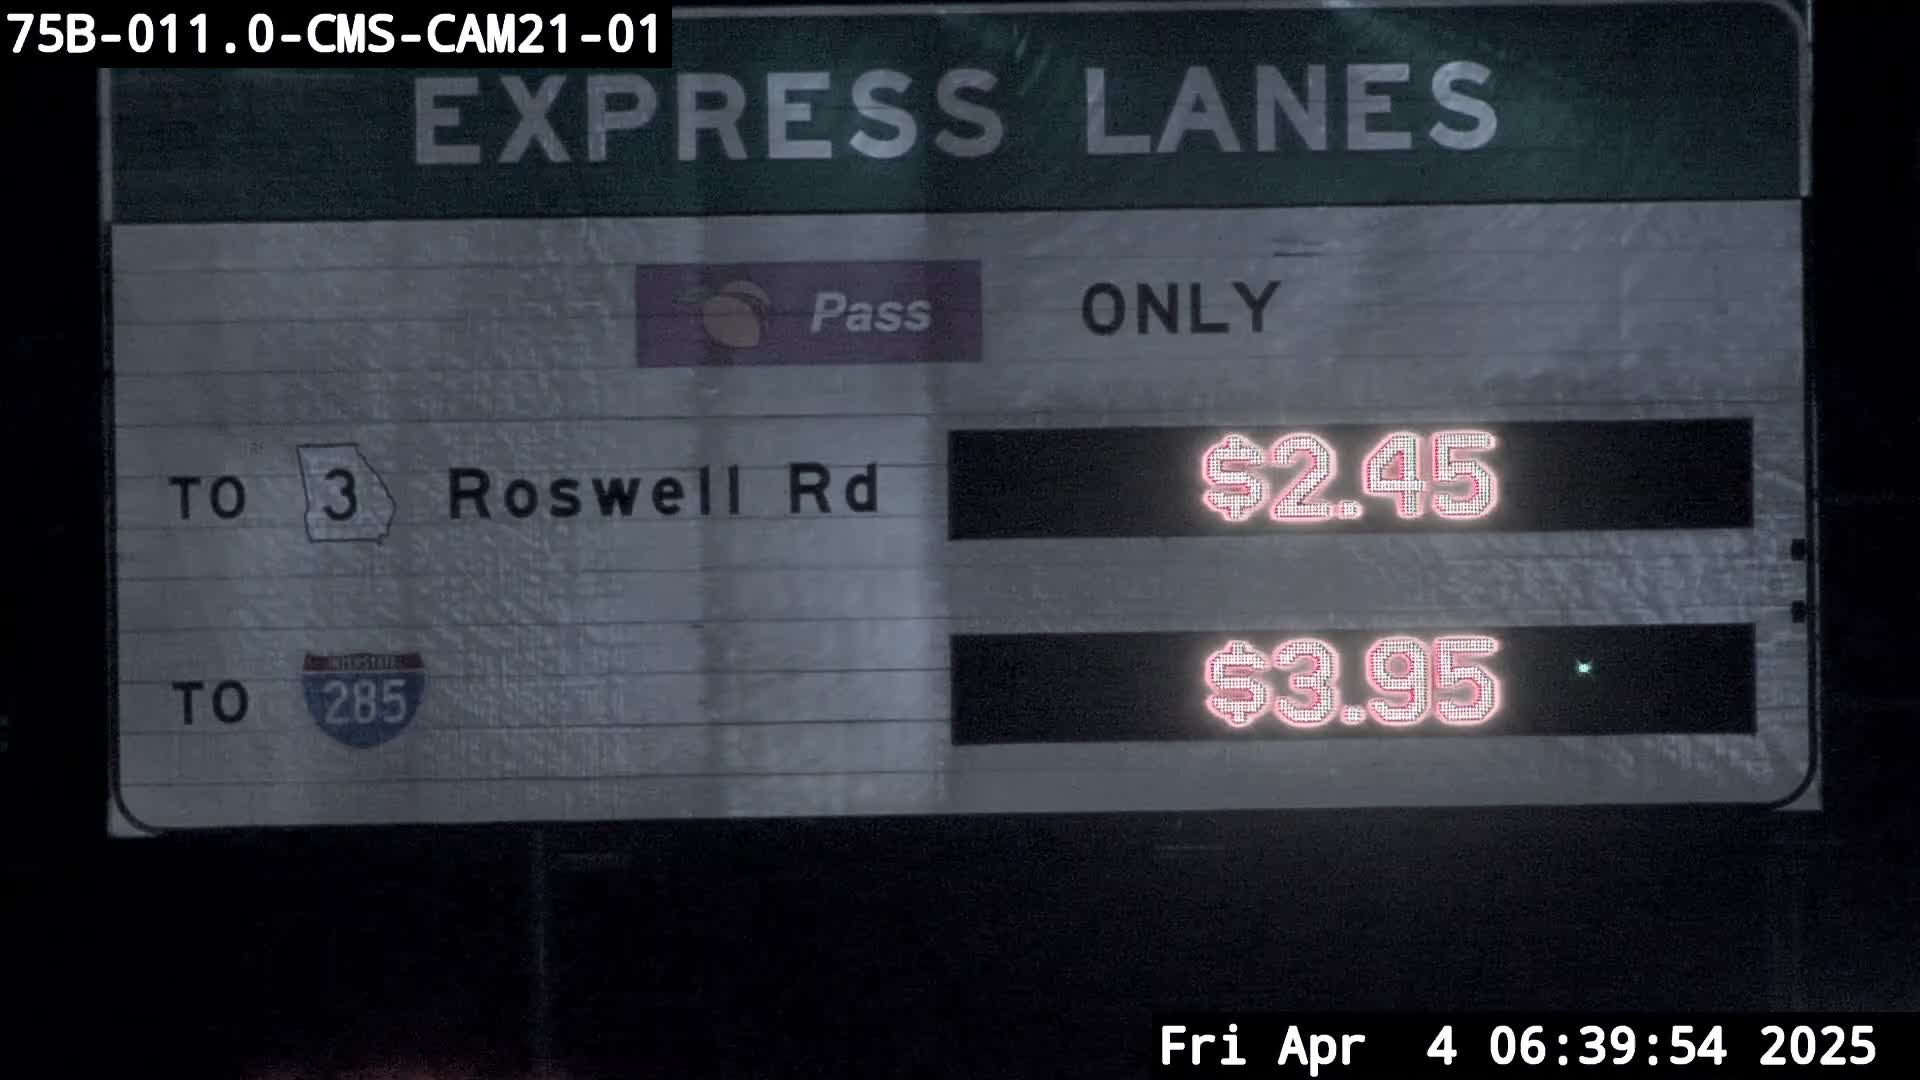 75B-011.0-CMS-CAM21-01
EXPRESS LANES
Pass ONLY
TO 3 Roswell Rd $2.45
INTERSTATE
TO 285 $3.95
Fri Apr 4 06:39:54 2025